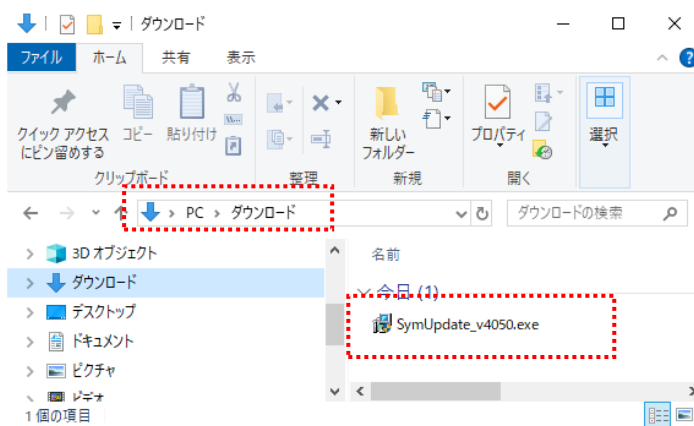 ダウンロード
ファイル ホーム 共有 表示
クイック アクセス にピン留めする
コピー
貼り付け
新しい フォルダー
プロパティ
選択
クリップボード 整理 新規 開く
PC › ダウンロード
ダウンロードの検索
3D オブジェクト
ダウンロード
デスクトップ
ドキュメント
ピクチャ
ビデオ
名前
今日 (1)
SymUpdate_v4050.exe
1 個の項目